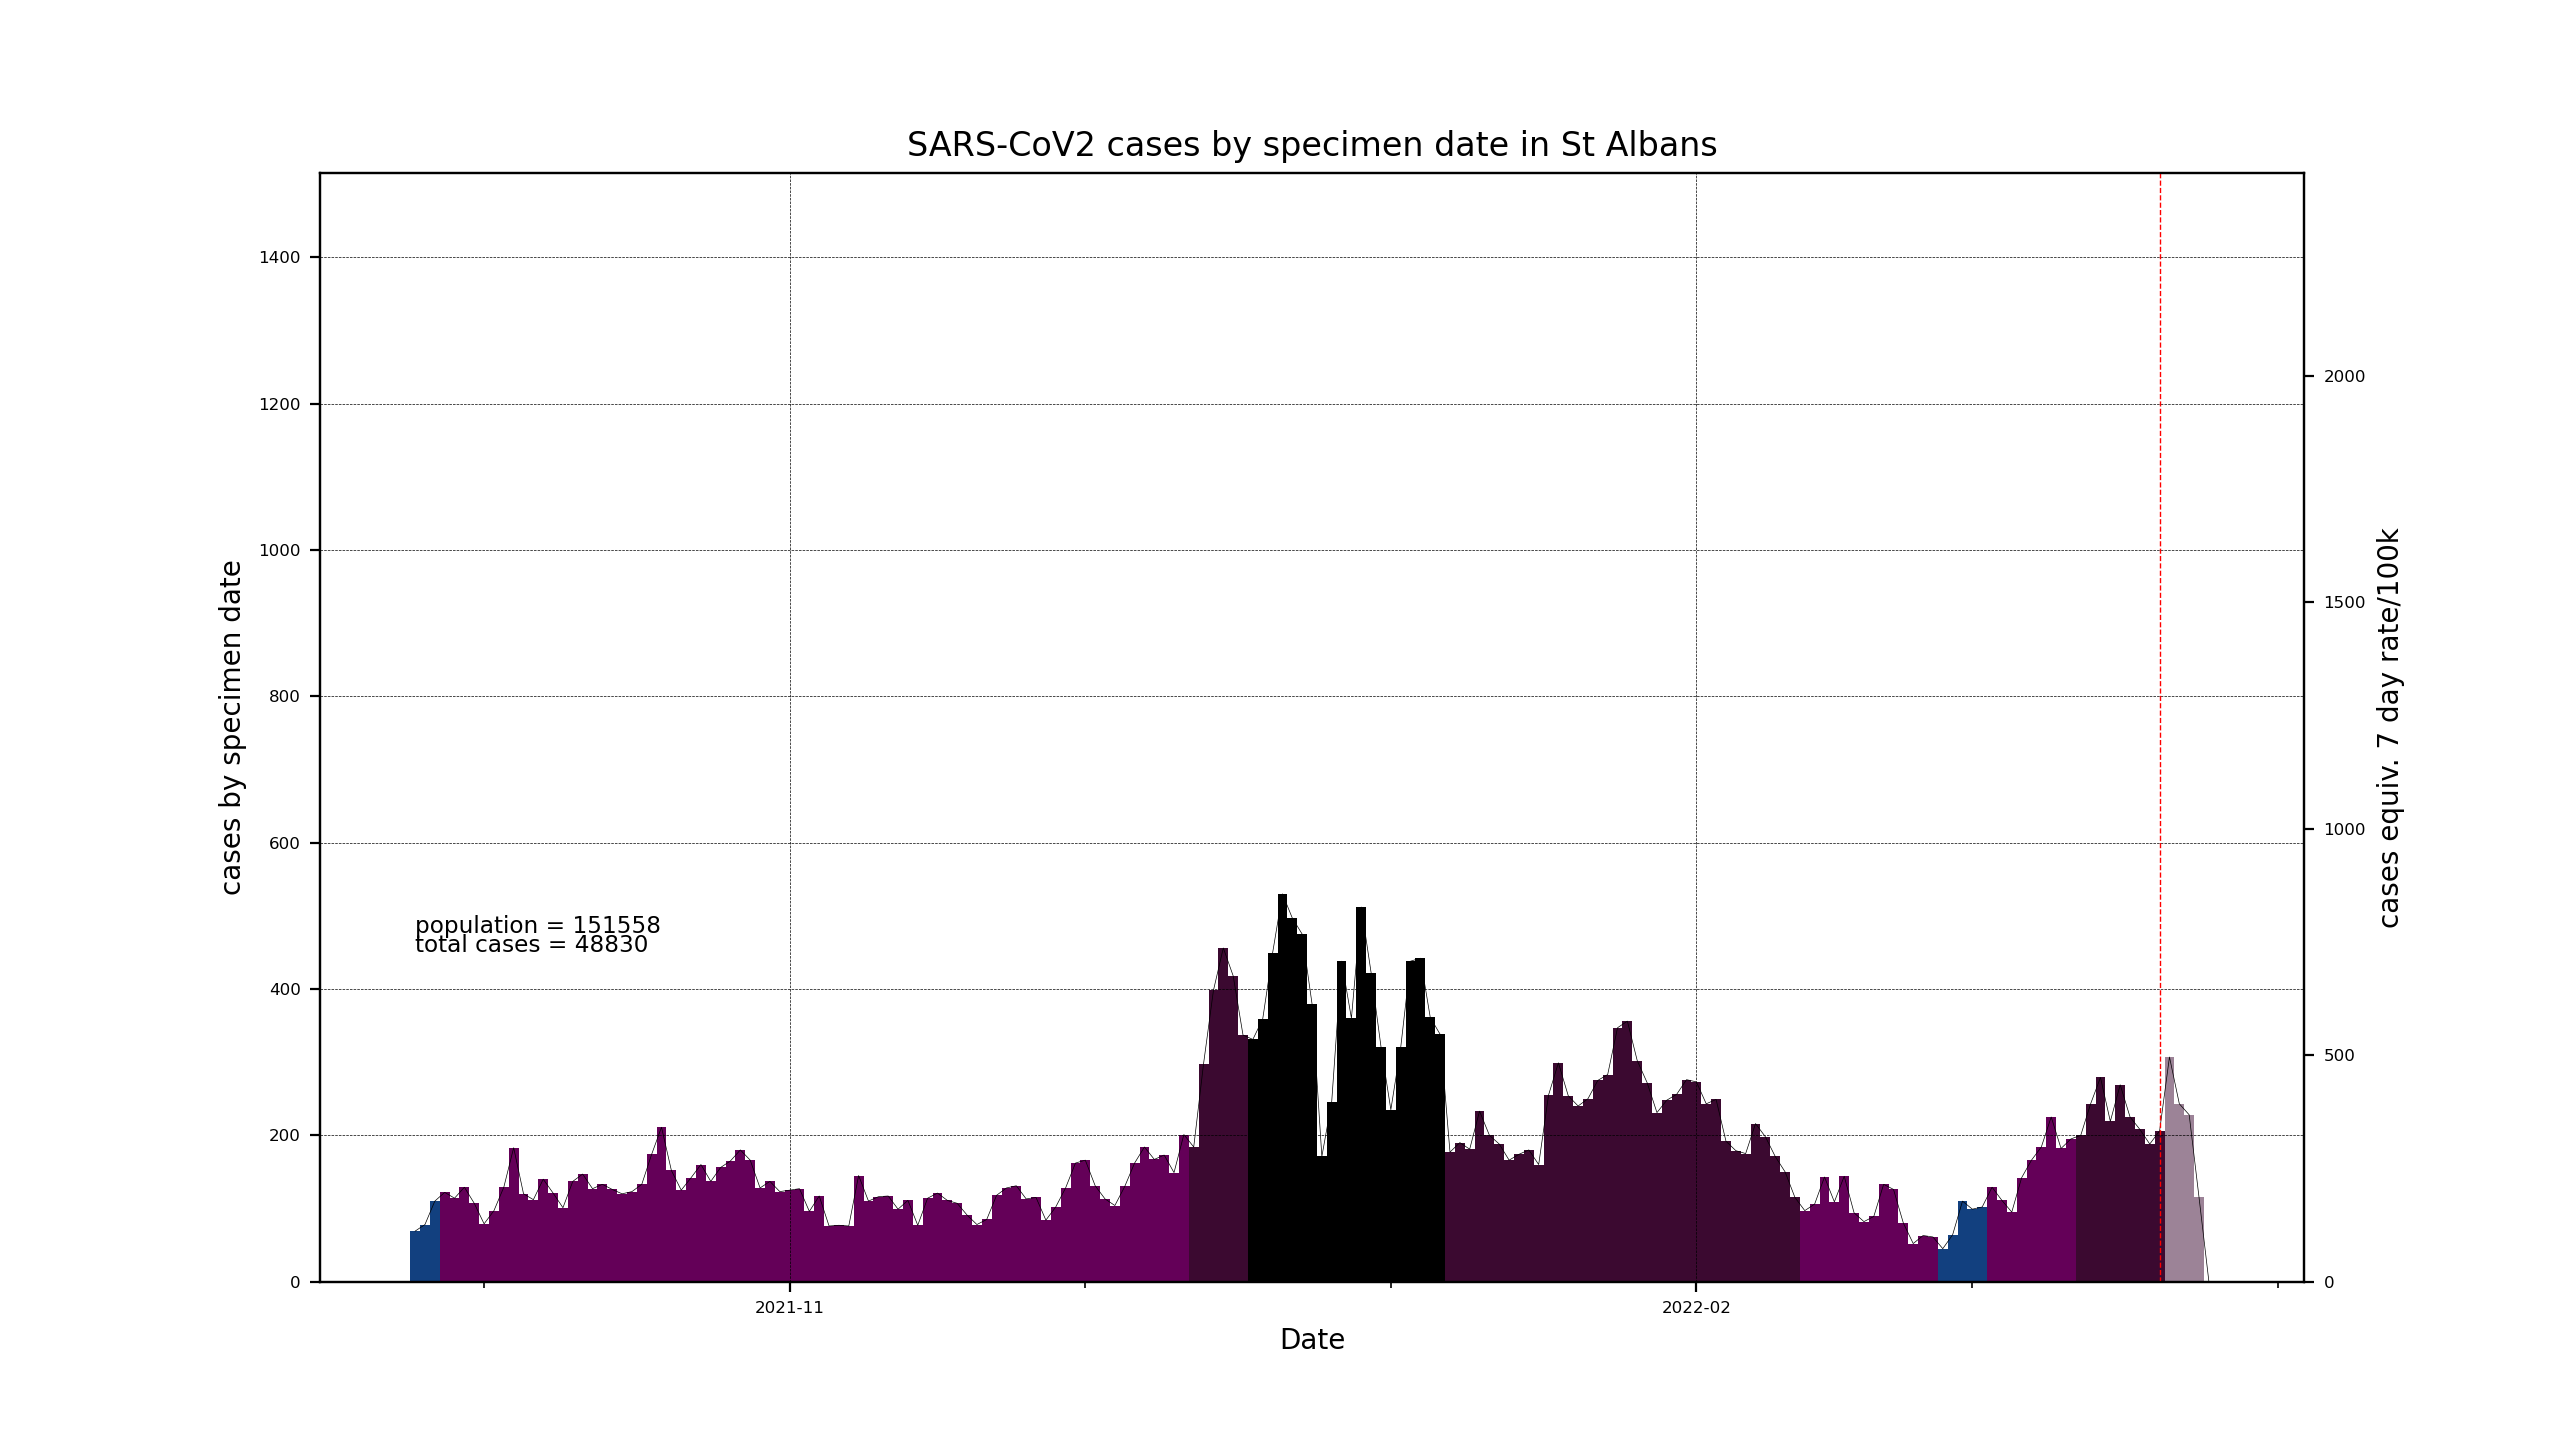 SARS-CoV2 cases by specimen date in St Albans
cases by specimen date
1400
1200
1000
800
600
400
200
0
population = 151558
total cases = 48830
2000
1500
1000
500
0
cases equiv. 7 day rate/100k
2021-11
2022-02
Date